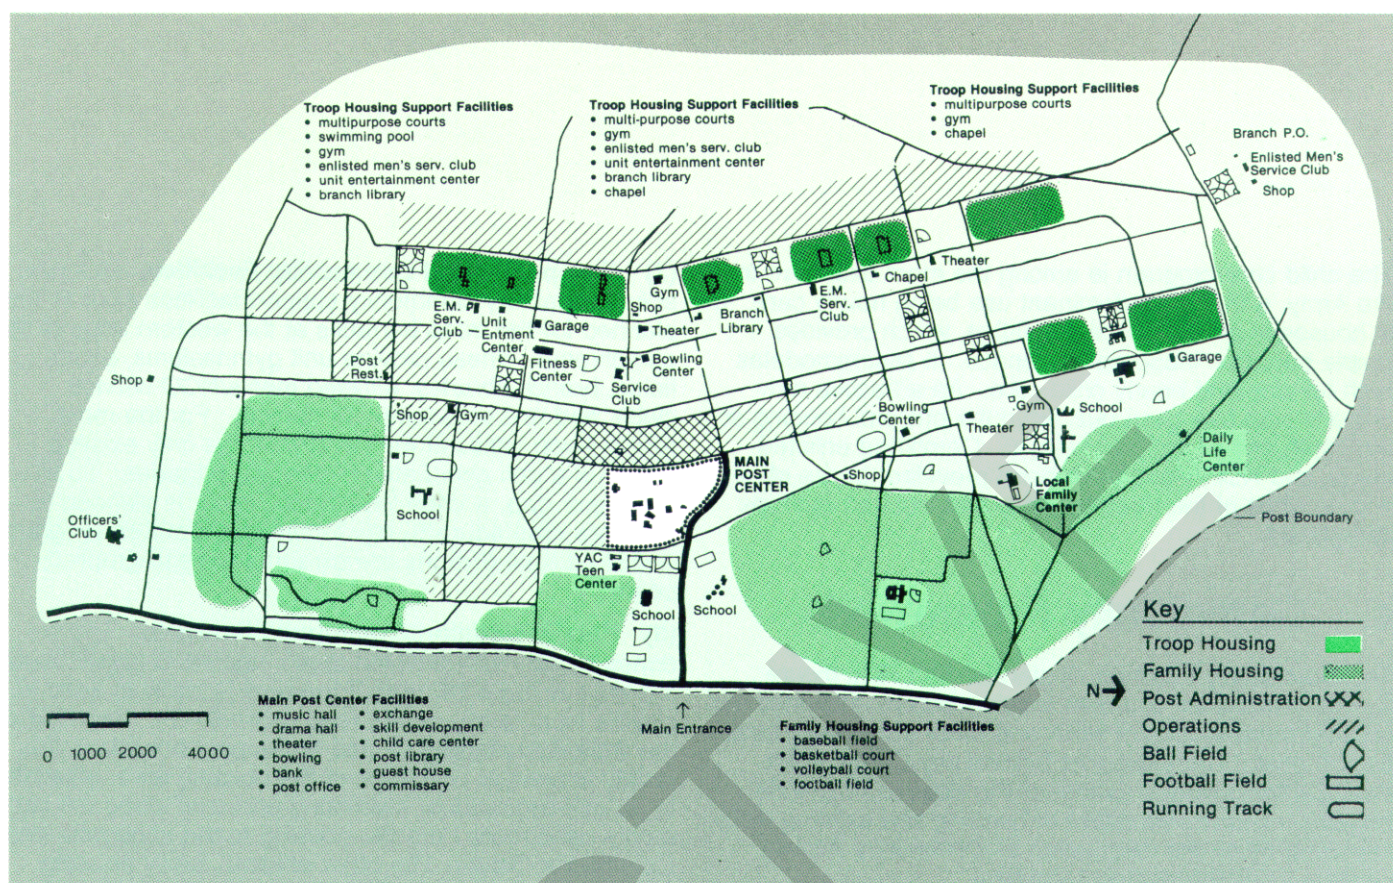 Troop Housing Support Facilities
• multipurpose courts
• swimming pool
• gym
• enlisted men's serv. club
• unit entertainment center
• branch library
Troop Housing Support Facilities
• multi-purpose courts
• gym
• enlisted men's serv. club
• unit entertainment center
• branch library
• chapel
Troop Housing Support Facilities
• multipurpose courts
• gym
• chapel
Branch P.O.
Enlisted Men's
Service Club
Shop
Theater
Chapel
Gym
Shop
E.M.
Serv.
Club
Branch
Library
Theater
E.M.
Serv.
Club
Unit
Entment
Center
Garage
Fitness
Center
Bowling
Center
Service
Club
Post
Rest.
Shop
Shop
Gym
Garage
Bowling
Center
Gym
School
Theater
Daily
Life
Center
MAIN
POST
CENTER
Shop
Local
Family
Center
School
Officers'
Club
Post Boundary
YAC
Teen
Center
School
School
Key
Troop Housing
Family Housing
Post Administration
Operations
Ball Field
Football Field
Running Track
N
Main Post Center Facilities
• music hall
• drama hall
• theater
• bowling
• bank
• post office
• exchange
• skill development
• child care center
• post library
• guest house
• commissary
0 1000 2000 4000
Main Entrance
Family Housing Support Facilities
• baseball field
• basketball court
• volleyball court
• football field